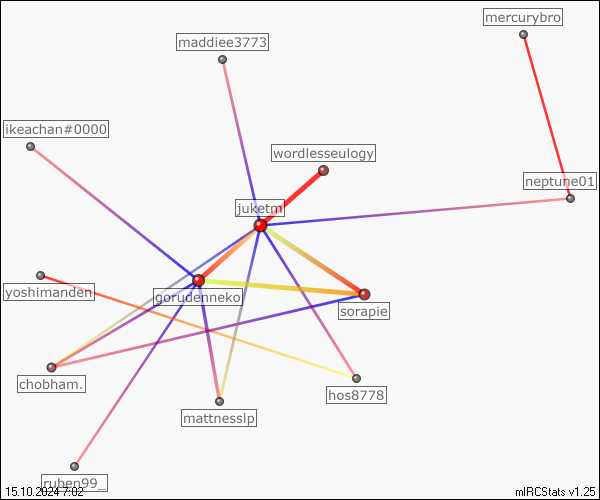 mercurybro
maddiee3773
ikeachan#0000
wordlesseulogy
neptune01
juketm
yoshimanden
gorudenneko
sorapie
chobham.
hos8778
mattnesslp
ruben99_
15.10.2024 7:02
mIRCStats v1.25